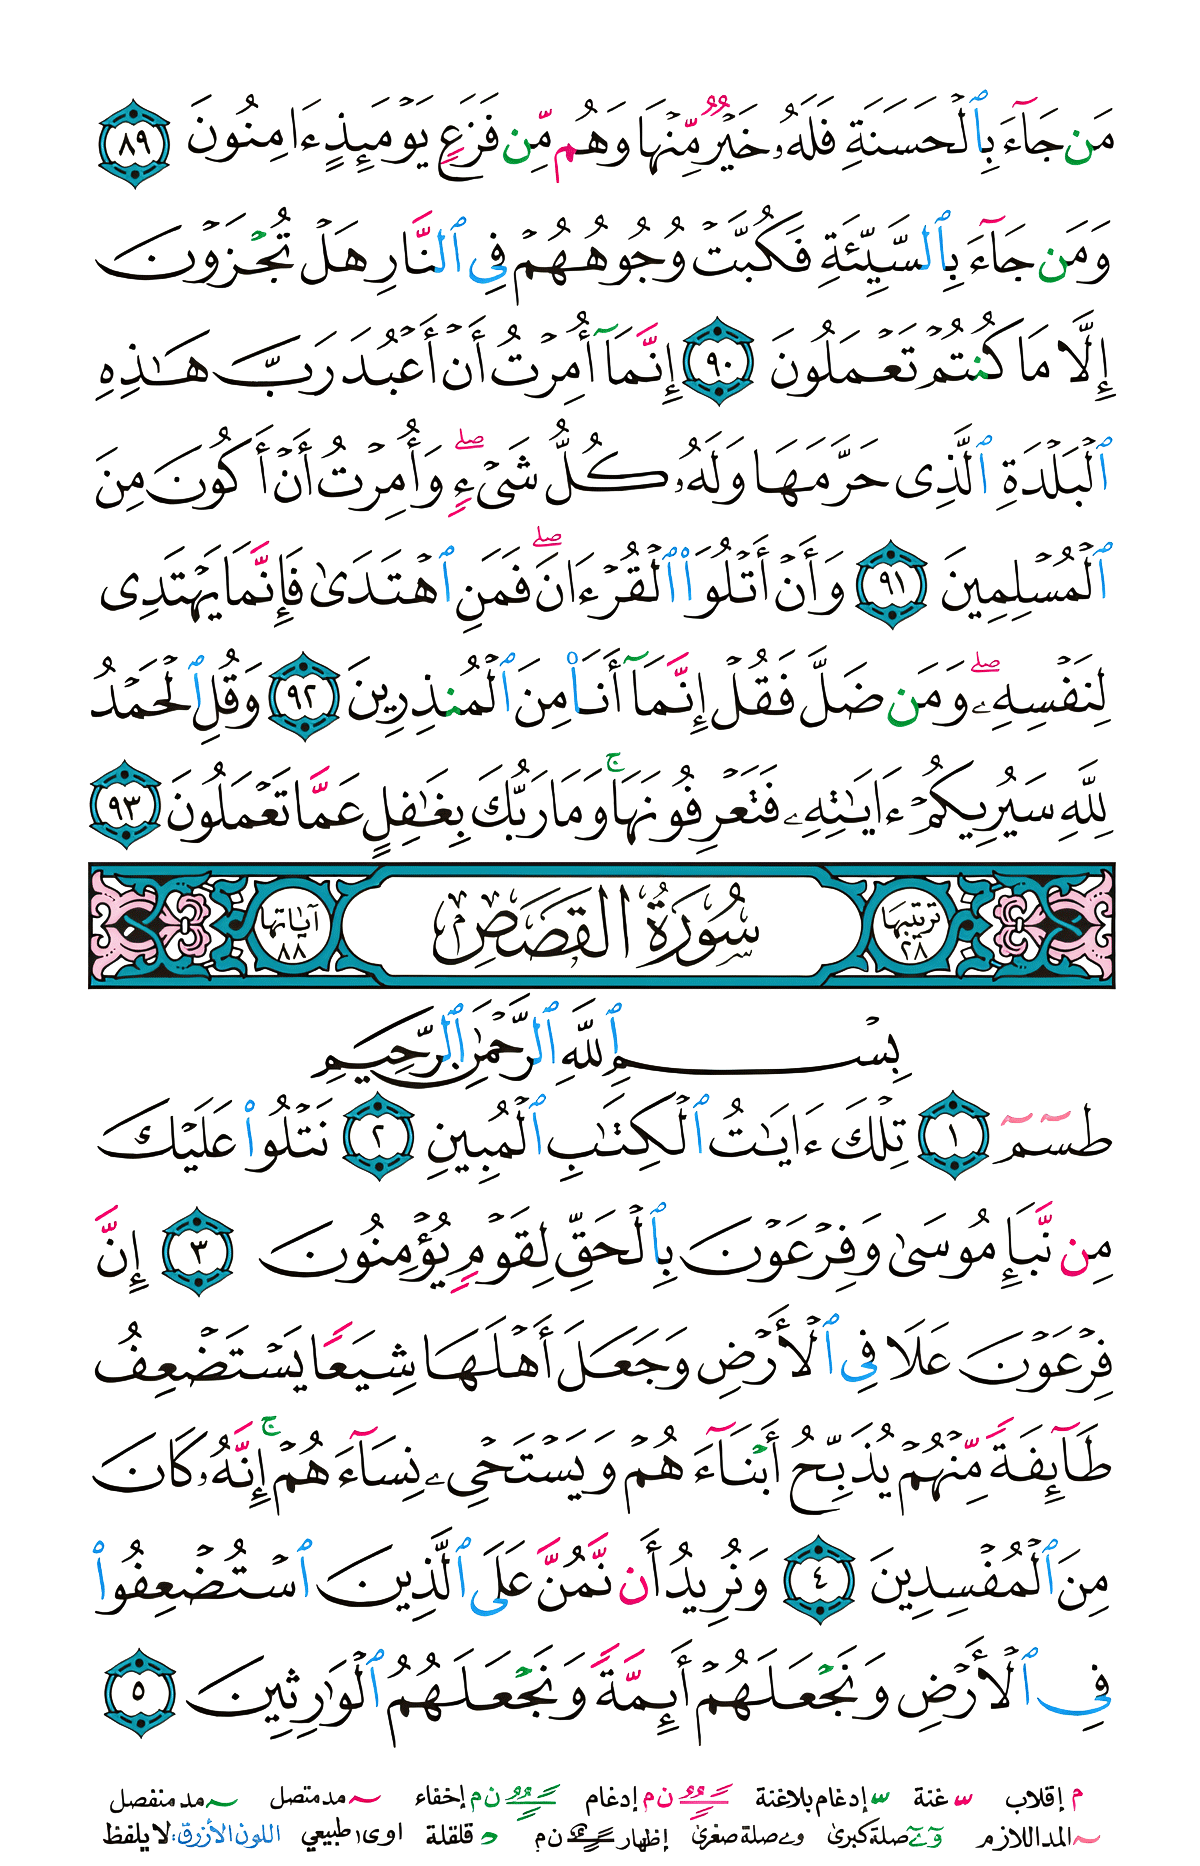 مَن جَآءَ بِٱلۡحَسَنَةِ فَلَهُۥ خَيۡرٞ مِّنۡهَا وَهُم مِّن فَزَعٖ يَوۡمَئِذٍ ءَامِنُونَ ٨٩
وَمَن جَآءَ بِٱلسَّيِّئَةِ فَكُبَّتۡ وُجُوهُهُمۡ فِي ٱلنَّارِ هَلۡ تُجۡزَوۡنَ
إِلَّا مَا كُنتُمۡ تَعۡمَلُونَ ٩٠ إِنَّمَآ أُمِرۡتُ أَنۡ أَعۡبُدَ رَبَّ هَٰذِهِ
ٱلۡبَلۡدَةِ ٱلَّذِي حَرَّمَهَا وَلَهُۥ كُلُّ شَيۡءٖۖ وَأُمِرۡتُ أَنۡ أَكُونَ مِنَ
ٱلۡمُسۡلِمِينَ ٩١ وَأَنۡ أَتۡلُوَاْ ٱلۡقُرۡءَانَۖ فَمَنِ ٱهۡتَدَىٰ فَإِنَّمَا يَهۡتَدِي
لِنَفۡسِهِۦۖ وَمَن ضَلَّ فَقُلۡ إِنَّمَآ أَنَا۠ مِنَ ٱلۡمُنذِرِينَ ٩٢ وَقُلِ ٱلۡحَمۡدُ
لِلَّهِ سَيُرِيكُمۡ ءَايَٰتِهِۦ فَتَعۡرِفُونَهَاۚ وَمَا رَبُّكَ بِغَٰفِلٍ عَمَّا تَعۡمَلُونَ ٩٣
ترتيبها ٢٨ سُورَةُ القَصَصِ آياتها ٨٨
بِسۡمِ ٱللَّهِ ٱلرَّحۡمَٰنِ ٱلرَّحِيمِ
طسٓمٓ ١ تِلۡكَ ءَايَٰتُ ٱلۡكِتَٰبِ ٱلۡمُبِينِ ٢ نَتۡلُواْ عَلَيۡكَ
مِن نَّبَإِ مُوسَىٰ وَفِرۡعَوۡنَ بِٱلۡحَقِّ لِقَوۡمٖ يُؤۡمِنُونَ ٣ إِنَّ
فِرۡعَوۡنَ عَلَا فِي ٱلۡأَرۡضِ وَجَعَلَ أَهۡلَهَا شِيَعٗا يَسۡتَضۡعِفُ
طَآئِفَةٗ مِّنۡهُمۡ يُذَبِّحُ أَبۡنَآءَهُمۡ وَيَسۡتَحۡيِۦ نِسَآءَهُمۡۚ إِنَّهُۥ كَانَ
مِنَ ٱلۡمُفۡسِدِينَ ٤ وَنُرِيدُ أَن نَّمُنَّ عَلَى ٱلَّذِينَ ٱسۡتُضۡعِفُواْ
فِي ٱلۡأَرۡضِ وَنَجۡعَلَهُمۡ أَئِمَّةٗ وَنَجۡعَلَهُمُ ٱلۡوَٰرِثِينَ ٥
م إقلاب غنة إدغام بلاغنة ن م إدغام ن م إخفاء مد متصل مد منفصل
المد اللازم صلة كبرى صلة صغرى إظهار ن م قلقلة اوى طبيعي اللون الأزرق: لا يلفظ